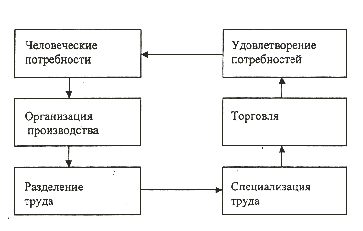 Человеческие
потребности
Удовлетворение
потребностей
Организация
производства
Торговля
Разделение
труда
Специализация
труда